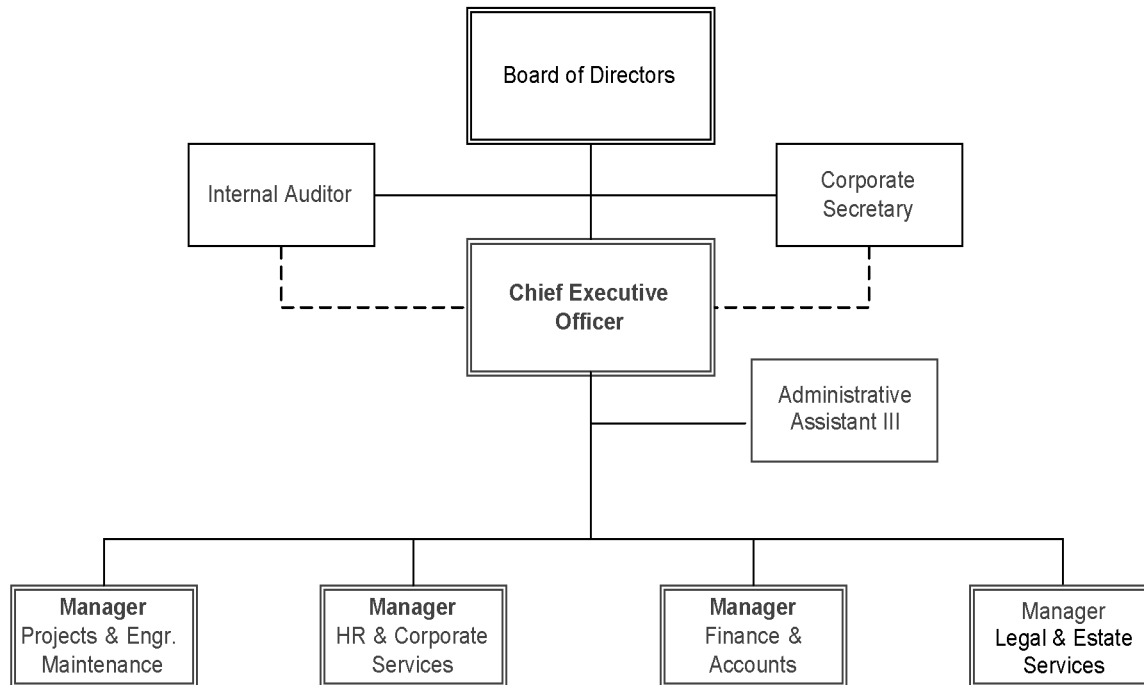 Board of Directors
Internal Auditor
Corporate
Secretary
Chief Executive
Officer
Administrative
Assistant III
Manager
Projects & Engr.
Maintenance
Manager
HR & Corporate
Services
Manager
Finance &
Accounts
Manager
Legal & Estate
Services